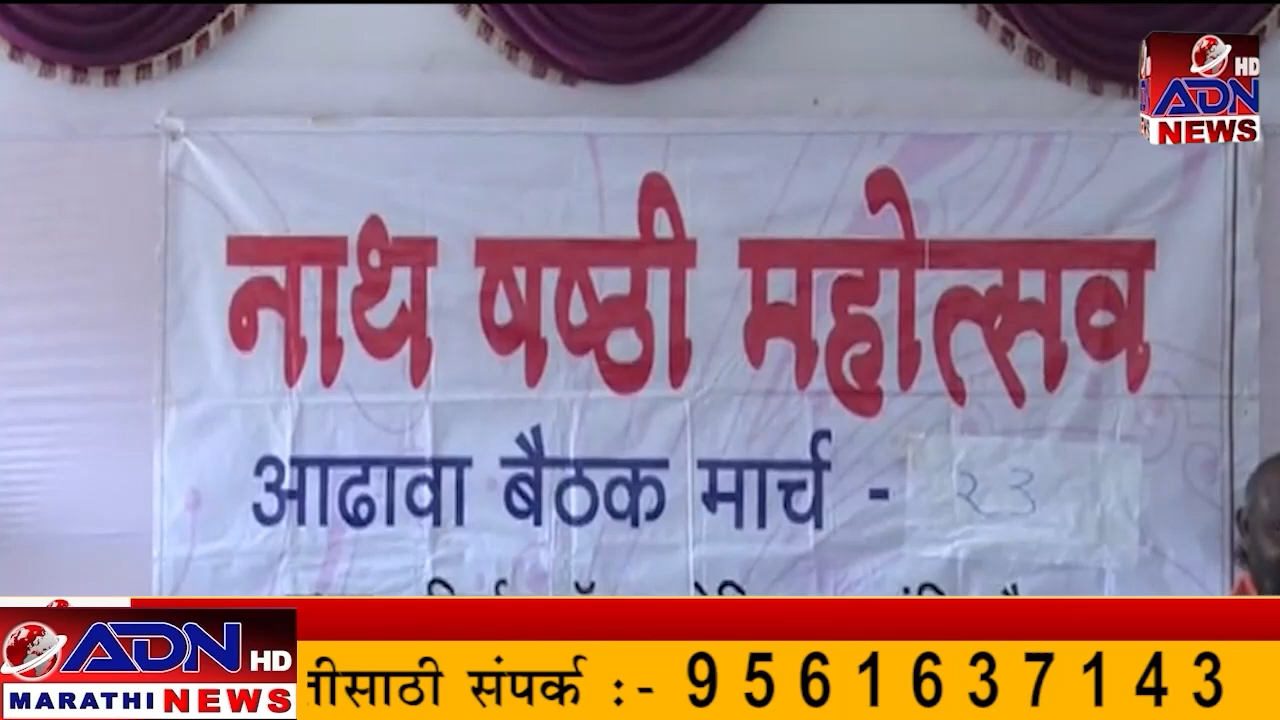 HD
ADN
NEWS
नाथ षष्ठी महोत्सव
आढावा बैठक मार्च - २३
ADN HD
MARATHI NEWS
तीसाठी संपर्क :- 9561637143